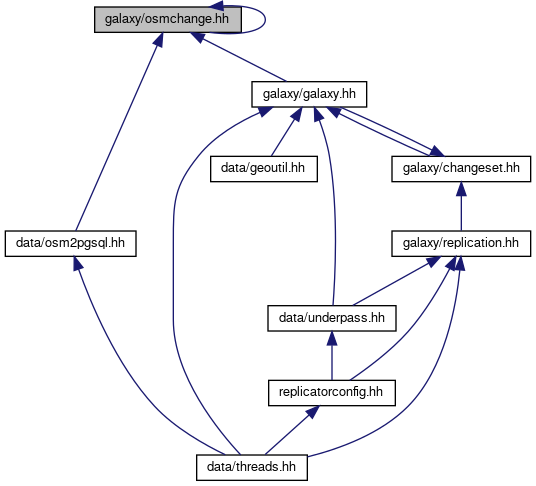 galaxy/osmchange.hh
galaxy/galaxy.hh
data/geoutil.hh
galaxy/changeset.hh
data/osm2pgsql.hh
galaxy/replication.hh
data/underpass.hh
replicatorconfig.hh
data/threads.hh